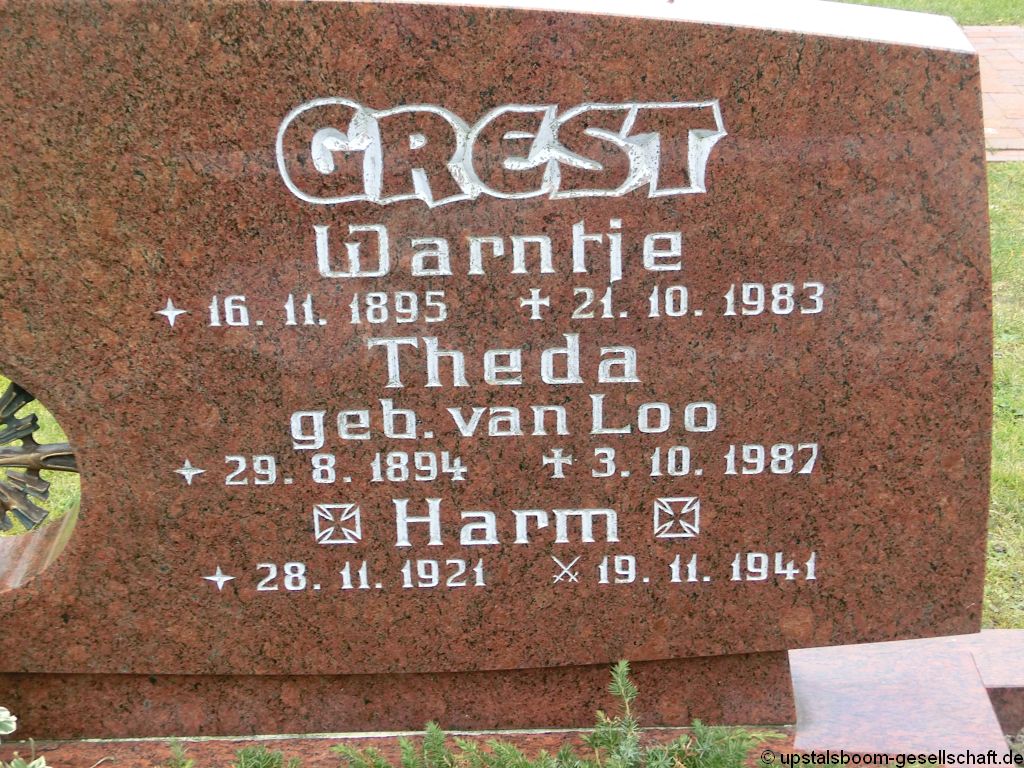 GREST
Warntje
16. 11. 1895 ✝ 21. 10. 1983
Theda
geb. van Loo
29. 8. 1894 ✝ 3. 10. 1987
Harm
28. 11. 1921 ⚔ 19. 11. 1941
© upstalsboom-gesellschaft.de